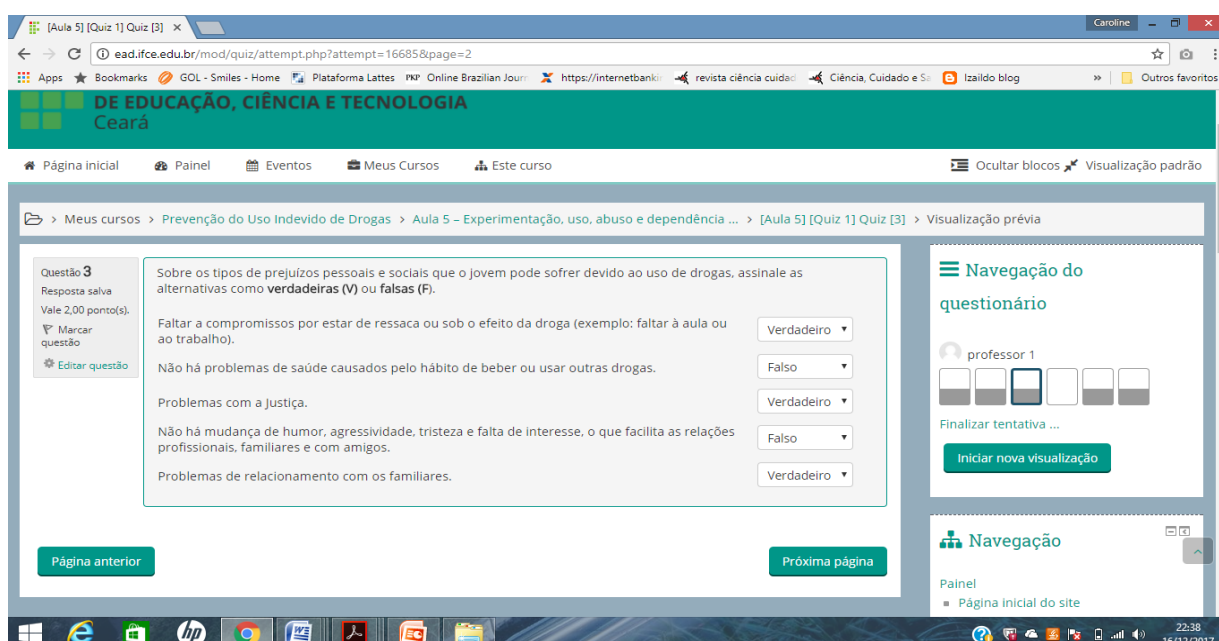 [Aula 5] [Quiz 1] Quiz [3]
Caroline
ead.ifce.edu.br/mod/quiz/attempt.php?attempt=16685&page=2
Apps Bookmarks GOL - Smiles - Home Plataforma Lattes PKP Online Brazilian Journ https://internetbankin revista ciência cuidad Ciência, Cuidado e Sa Izaildo blog » Outros favoritos
DE EDUCAÇÃO, CIÊNCIA E TECNOLOGIA
Ceará
Página inicial Painel Eventos Meus Cursos Este curso Ocultar blocos Visualização padrão
> Meus cursos > Prevenção do Uso Indevido de Drogas > Aula 5 – Experimentação, uso, abuso e dependência ... > [Aula 5] [Quiz 1] Quiz [3] > Visualização prévia
Questão 3
Resposta salva
Vale 2,00 ponto(s).
Marcar
questão
Editar questão
Sobre os tipos de prejuízos pessoais e sociais que o jovem pode sofrer devido ao uso de drogas, assinale as
alternativas como verdadeiras (V) ou falsas (F).
Faltar a compromissos por estar de ressaca ou sob o efeito da droga (exemplo: faltar à aula ou
ao trabalho).
Verdadeiro
Não há problemas de saúde causados pelo hábito de beber ou usar outras drogas.
Falso
Problemas com a Justiça.
Verdadeiro
Não há mudança de humor, agressividade, tristeza e falta de interesse, o que facilita as relações
profissionais, familiares e com amigos.
Falso
Problemas de relacionamento com os familiares.
Verdadeiro
Página anterior
Próxima página
Navegação do
questionário
professor 1
Finalizar tentativa ...
Iniciar nova visualização
Navegação
Painel
Página inicial do site
22:38
16/12/2017